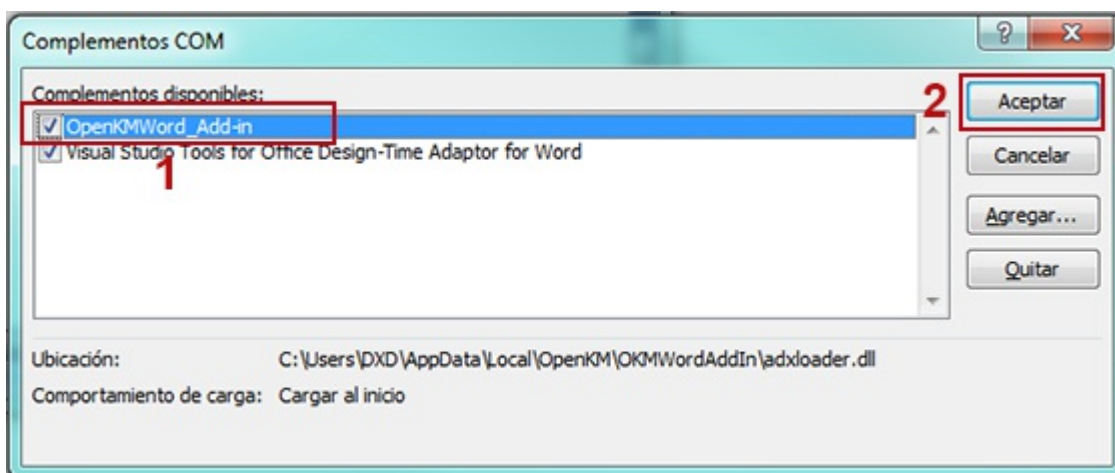 Complementos COM
Complementos disponibles:
OpenKMWord_Add-in
Visual Studio Tools for Office Design-Time Adaptor for Word
1
2
Aceptar
Cancelar
Agregar...
Quitar
Ubicación: C:\Users\DXD\AppData\Local\OpenKM\OKMWordAddIn\adxloader.dll
Comportamiento de carga: Cargar al inicio